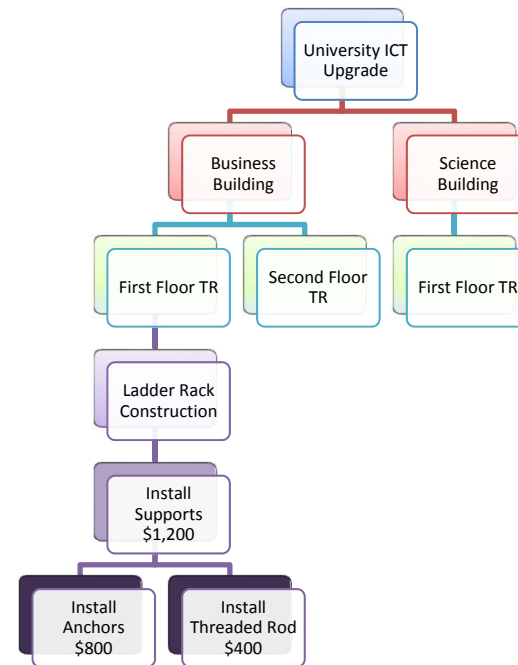 University ICT
Upgrade
Business
Building
Science
Building
First Floor TR
Second Floor
TR
First Floor TR
Ladder Rack
Construction
Install
Supports
$1,200
Install
Anchors
$800
Install
Threaded Rod
$400